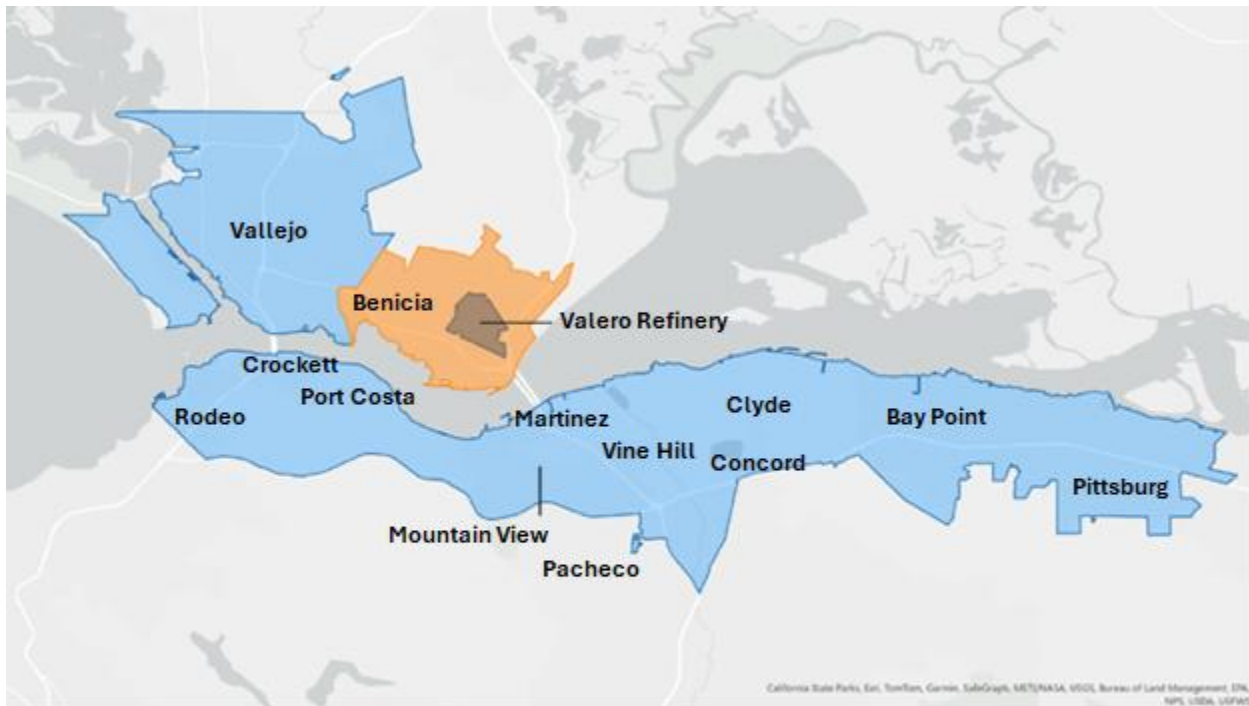 Vallejo
Benicia
Valero Refinery
Crockett
Port Costa
Rodeo
Martinez
Clyde
Bay Point
Vine Hill
Concord
Pittsburg
Mountain View
Pacheco
California State Parks, Esri, TomTom, Garmin, SafeGraph, METI/NASA, USGS, Bureau of Land Management, EPA,
NPS, USDA, USFWS